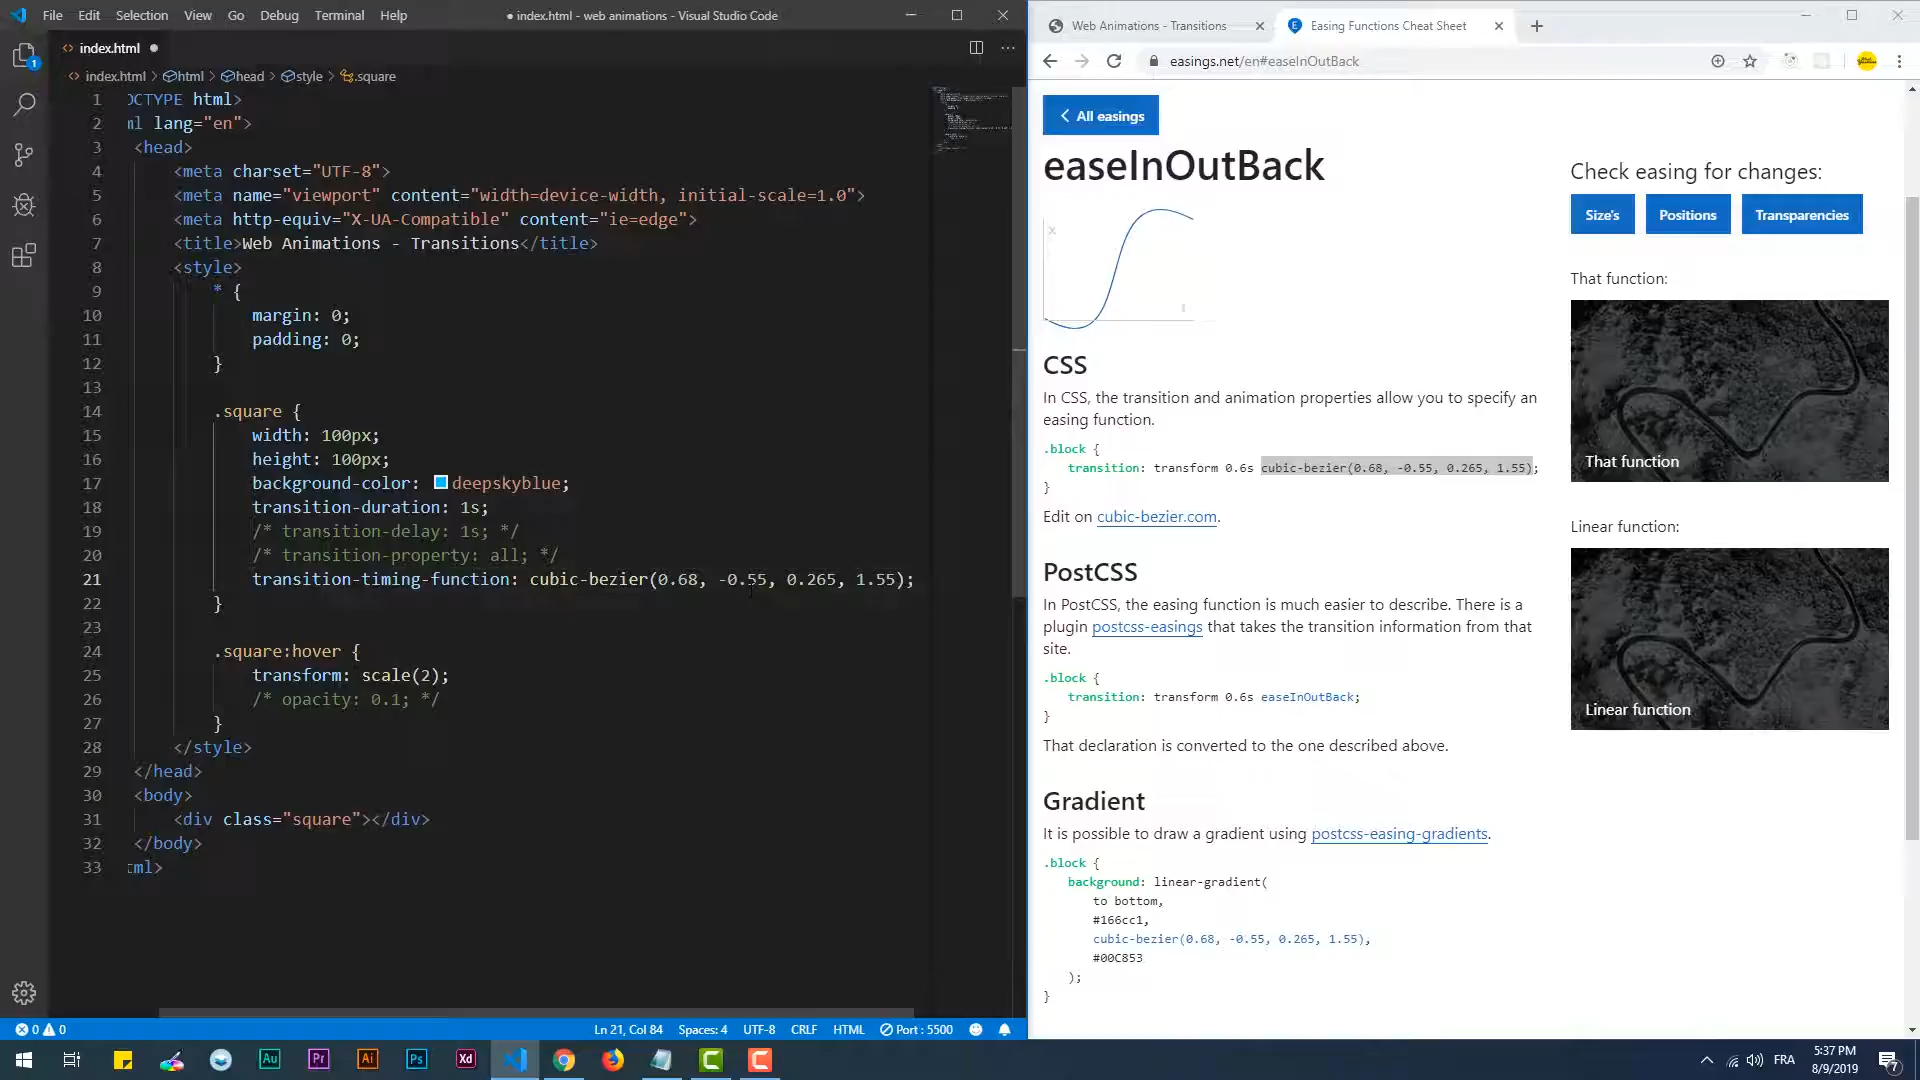 File Edit Selection View Go Debug Terminal Help
● index.html - web animations - Visual Studio Code
index.html ●
index.html > html > head > style > .square
1 OCTYPE html>
2 ml lang="en">
3 <head>
4 <meta charset="UTF-8">
5 <meta name="viewport" content="width=device-width, initial-scale=1.0">
6 <meta http-equiv="X-UA-Compatible" content="ie=edge">
7 <title>Web Animations - Transitions</title>
8 <style>
9 * {
10 margin: 0;
11 padding: 0;
12 }
13
14 .square {
15 width: 100px;
16 height: 100px;
17 background-color: deepskyblue;
18 transition-duration: 1s;
19 /* transition-delay: 1s; */
20 /* transition-property: all; */
21 transition-timing-function: cubic-bezier(0.68, -0.55, 0.265, 1.55);
22 }
23
24 .square:hover {
25 transform: scale(2);
26 /* opacity: 0.1; */
27 }
28 </style>
29 </head>
30 <body>
31 <div class="square"></div>
32 </body>
33 tml>
1
0 0
Ln 21, Col 84 Spaces: 4 UTF-8 CRLF HTML Port : 5500
Web Animations - Transitions
Easing Functions Cheat Sheet
easings.net/en#easeInOutBack
All easings
easeInOutBack
x
t
CSS
In CSS, the transition and animation properties allow you to specify an
easing function.
.block {
transition: transform 0.6s cubic-bezier(0.68, -0.55, 0.265, 1.55);
}
Edit on cubic-bezier.com.
PostCSS
In PostCSS, the easing function is much easier to describe. There is a
plugin postcss-easings that takes the transition information from that
site.
.block {
transition: transform 0.6s easeInOutBack;
}
That declaration is converted to the one described above.
Gradient
It is possible to draw a gradient using postcss-easing-gradients.
.block {
background: linear-gradient(
to bottom,
#166cc1,
cubic-bezier(0.68, -0.55, 0.265, 1.55),
#00C853
);
}
Check easing for changes:
Size's Positions Transparencies
That function:
That function
Linear function:
Linear function
Au Pr Ai Ps Xd
FRA
5:37 PM
8/9/2019
7